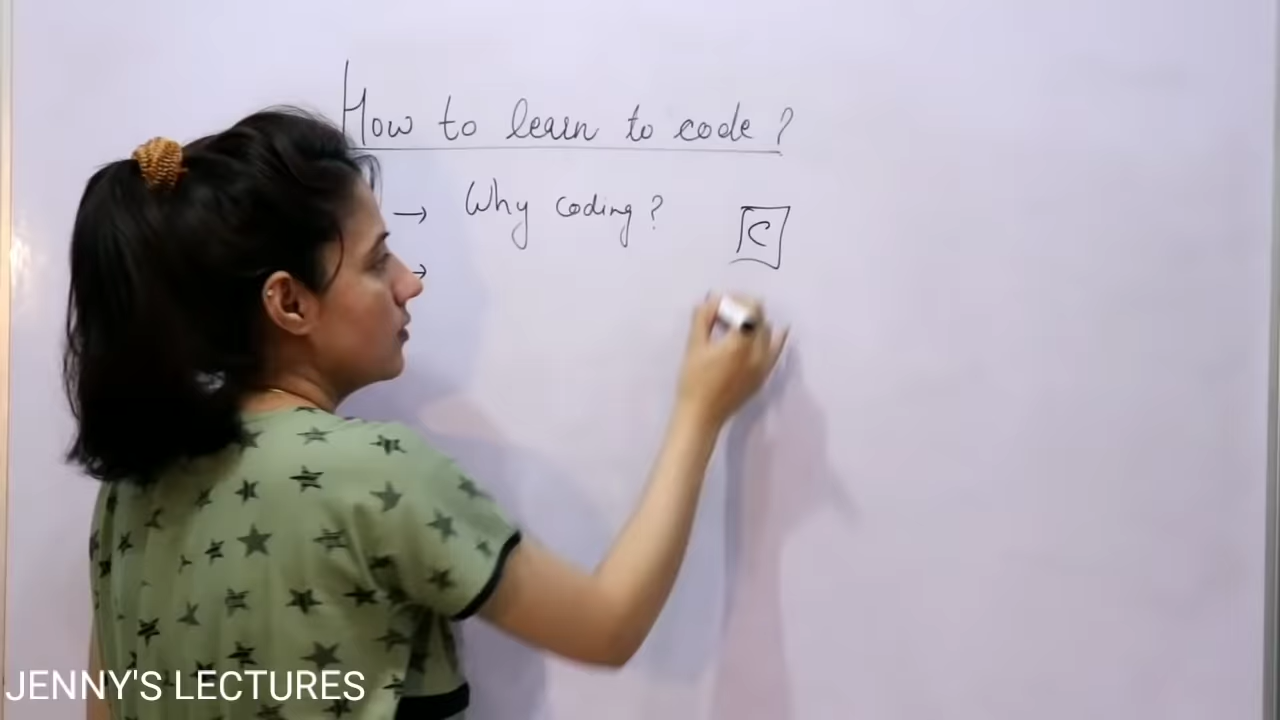 How to learn to code ?
→ Why coding ?
C
→
JENNY'S LECTURES